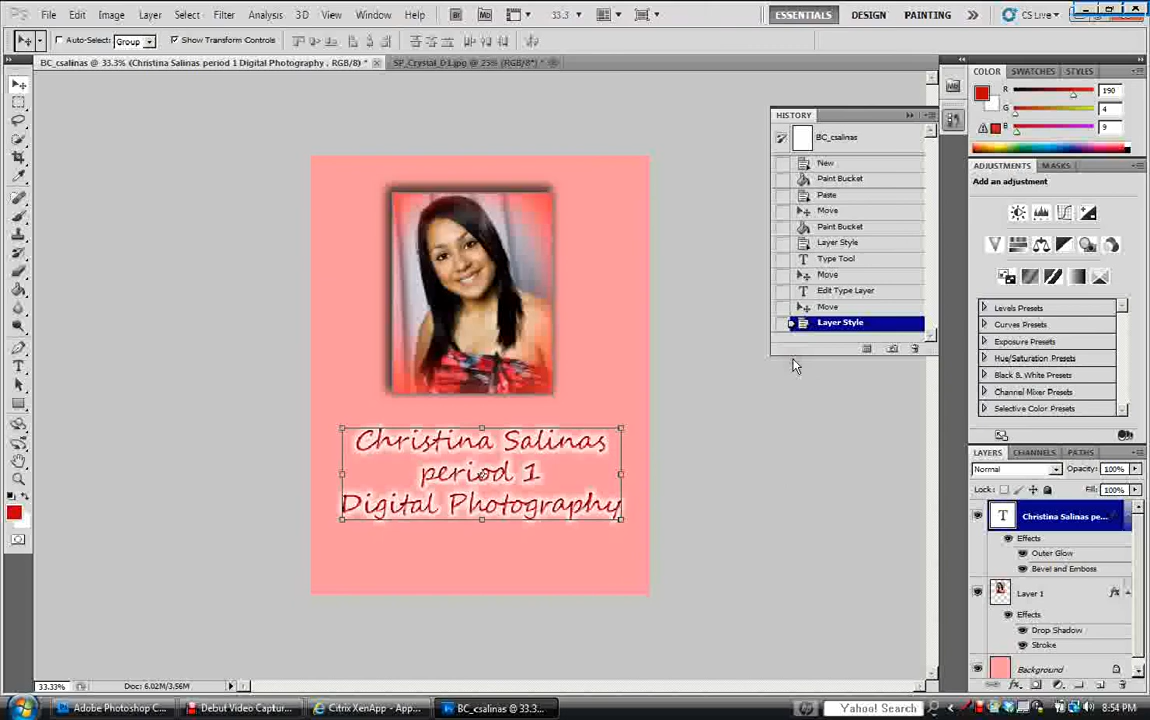 File Edit Image Layer Select Filter Analysis 3D View Window Help
Br Mb 33.3
ESSENTIALS DESIGN PAINTING CS Live
Auto-Select: Group Show Transform Controls
BC_csalinas @ 33.3% (Christina Salinas period 1 Digital Photography , RGB/8) *
SP_Crystal_D1.jpg @ 25% (RGB/8*) *
COLOR SWATCHES STYLES
R 190
G 4
B 9
HISTORY
BC_csalinas
New
Paint Bucket
Paste
Move
Paint Bucket
Layer Style
Type Tool
Move
Edit Type Layer
Move
Layer Style
ADJUSTMENTS MASKS
Add an adjustment
Levels Presets
Curves Presets
Exposure Presets
Hue/Saturation Presets
Black & White Presets
Channel Mixer Presets
Selective Color Presets
Christina Salinas
period 1
Digital Photography
LAYERS CHANNELS PATHS
Normal Opacity: 100%
Lock: Fill: 100%
T Christina Salinas pe...
Effects
Outer Glow
Bevel and Emboss
Layer 1 fx
Effects
Drop Shadow
Stroke
Background
33.33% Doc: 6.02M/3.56M
Adobe Photoshop C... Debut Video Captur... Citrix XenApp - App... BC_csalinas @ 33.3... Yahoo! Search 8:54 PM